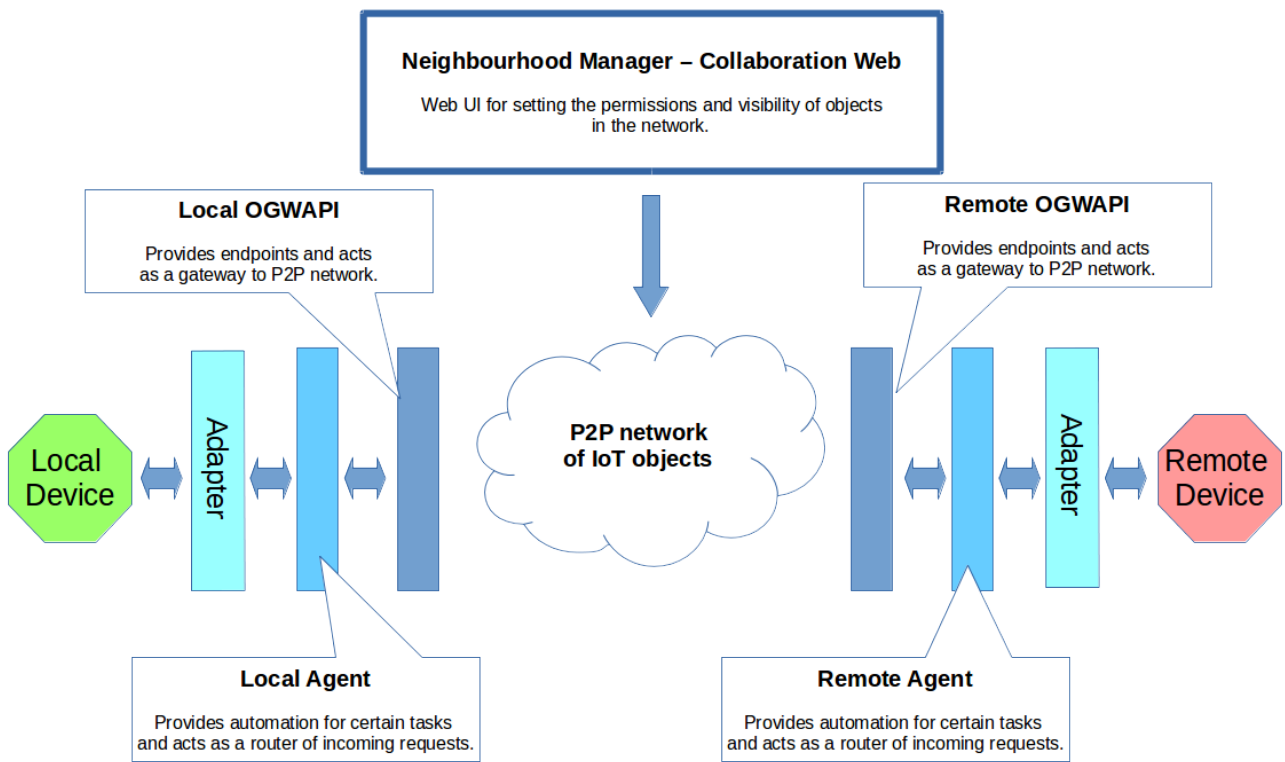 Neighbourhood Manager – Collaboration Web
Web UI for setting the permissions and visibility of objects
in the network.
Local OGWAPI
Provides endpoints and acts
as a gateway to P2P network.
Remote OGWAPI
Provides endpoints and acts
as a gateway to P2P network.
Local
Device
Adapter
P2P network
of IoT objects
Adapter
Remote
Device
Local Agent
Provides automation for certain tasks
and acts as a router of incoming requests.
Remote Agent
Provides automation for certain tasks
and acts as a router of incoming requests.